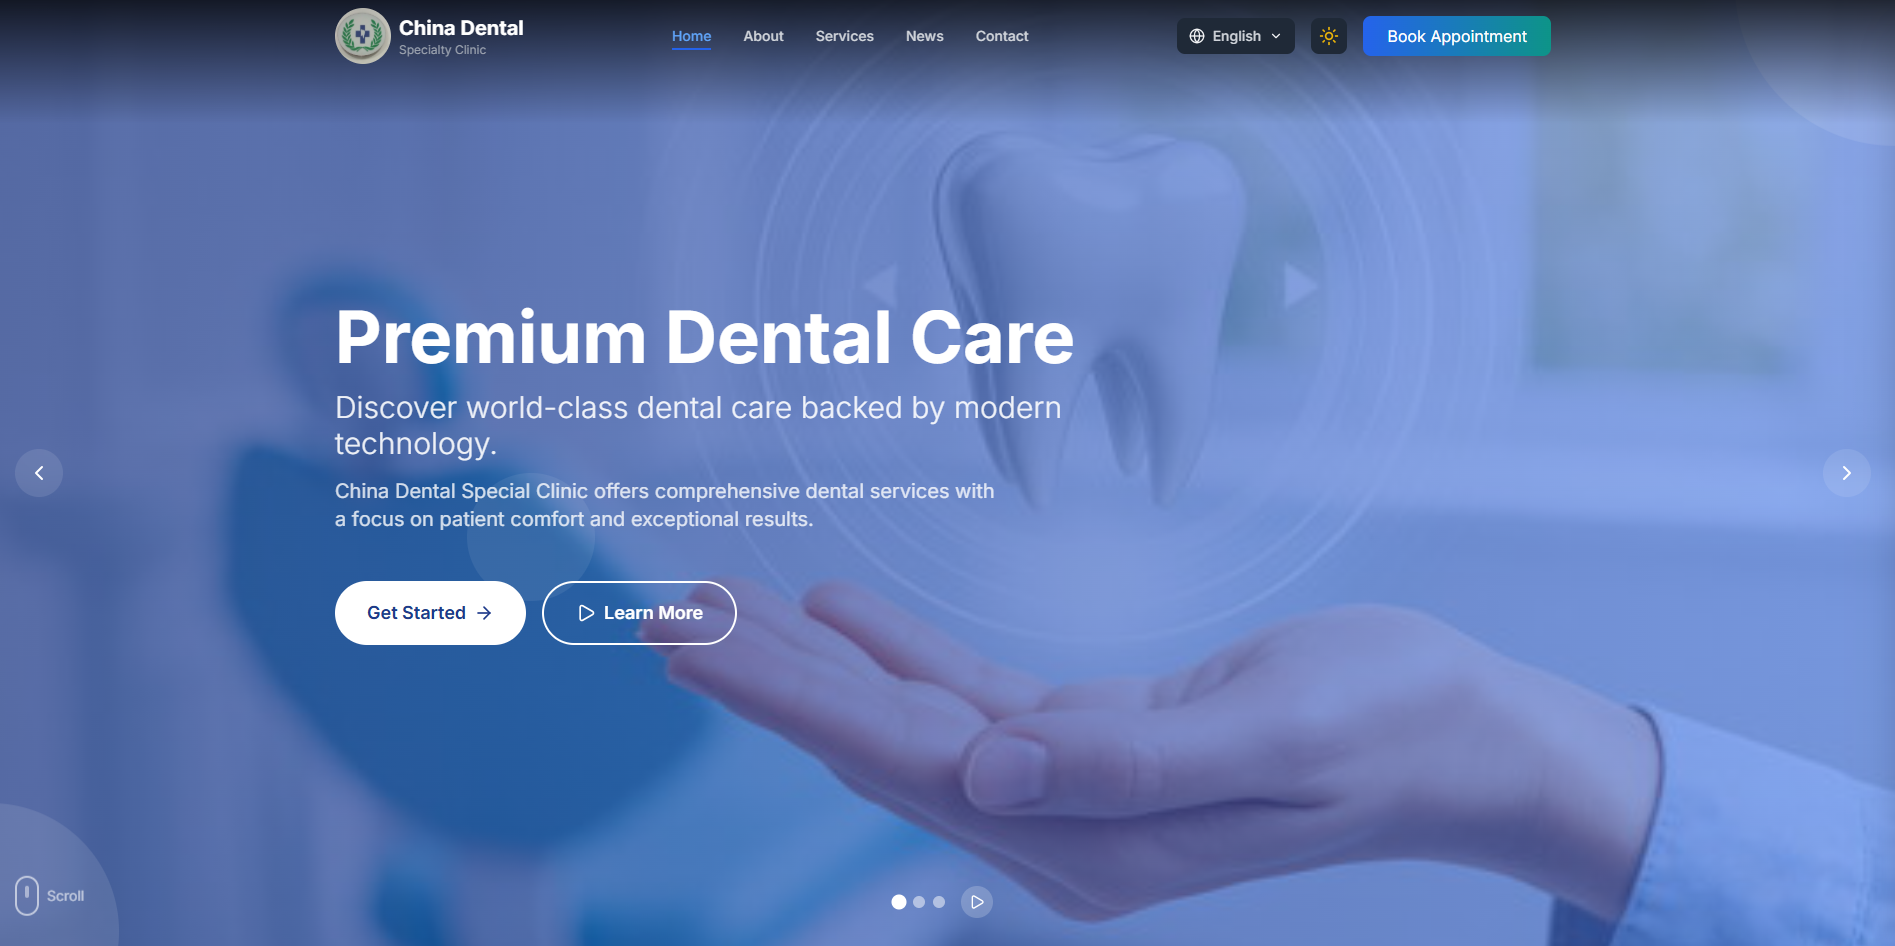 China Dental
Specialty Clinic
Home
About
Services
News
Contact
English
Book Appointment
Premium Dental Care
Discover world-class dental care backed by modern
technology.
China Dental Special Clinic offers comprehensive dental services with
a focus on patient comfort and exceptional results.
Get Started
Learn More
Scroll